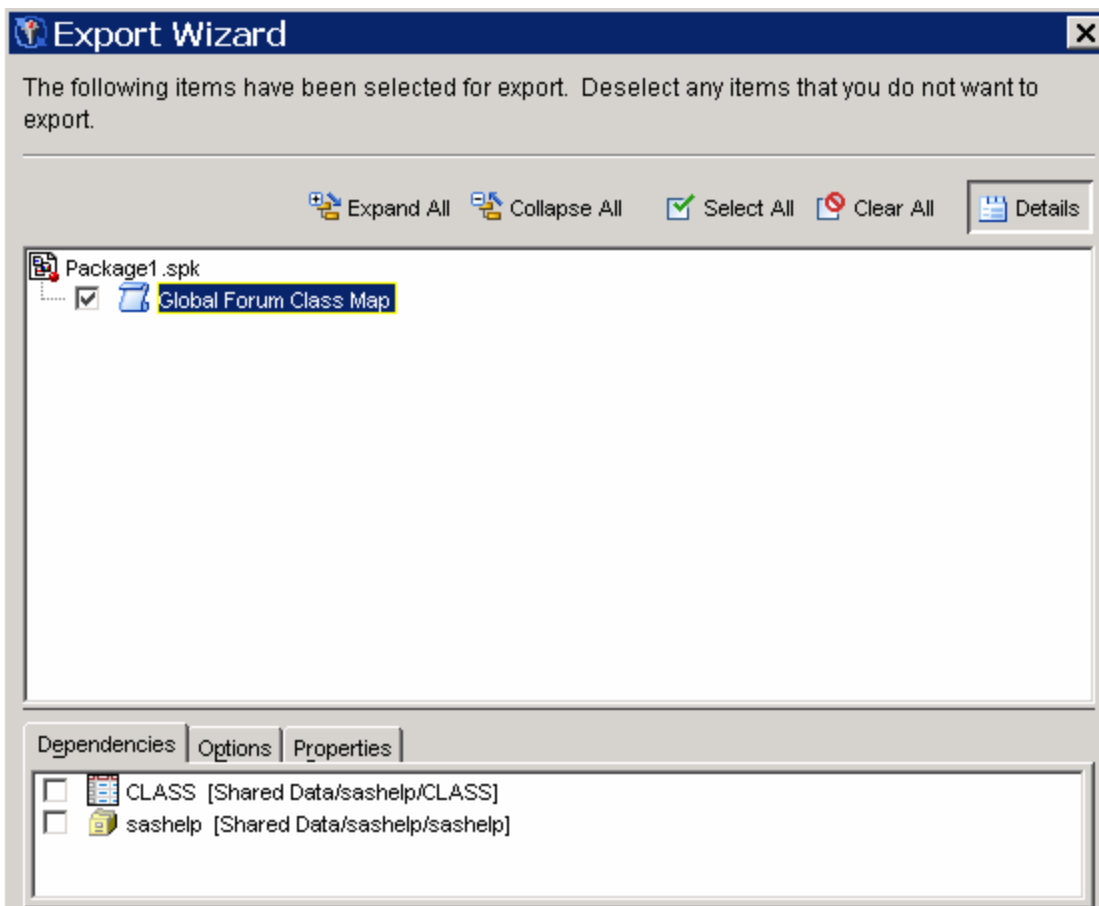 Export Wizard
The following items have been selected for export. Deselect any items that you do not want to
export.
Expand All Collapse All Select All Clear All Details
Package1.spk
Global Forum Class Map
Dependencies Options Properties
CLASS [Shared Data/sashelp/CLASS]
sashelp [Shared Data/sashelp/sashelp]